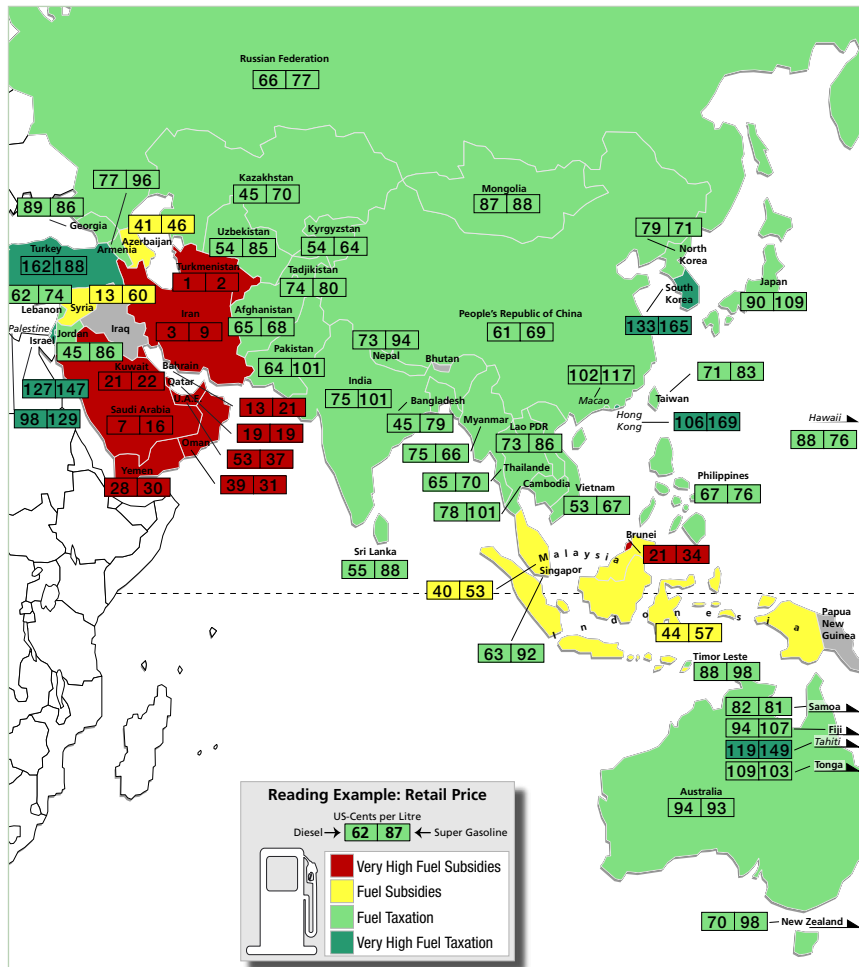 Russian Federation
66 77
77 96
Kazakhstan
45 70
Mongolia
87 88
89 86
Georgia
41 46
Azerbaijan
Armenia
Uzbekistan
54 85
Kyrgyzstan
54 64
79 71
North
Korea
Turkey
162 188
Turkmenistan
1 2
Tadjikistan
74 80
Japan
90 109
South
Korea
133 165
62 74
Lebanon
Syria
13 60
Iran
3 9
Afghanistan
65 68
People's Republic of China
61 69
Palestine
Israel
Jordan
45 86
Iraq
Pakistan
64 101
73 94
Nepal
Bhutan
Kuwait
21 22
Bahrain
Qatar
U.A.E.
India
75 101
102 117
Macao
71 83
Taiwan
127 147
98 129
Saudi Arabia
7 16
Oman
13 21
19 19
53 37
39 31
Bangladesh
45 79
Myanmar
75 66
Lao PDR
73 86
Hong
Kong
106 169
Hawaii
88 76
Yemen
28 30
65 70
Thailande
Cambodia
78 101
Vietnam
53 67
Philippines
67 76
Sri Lanka
55 88
Brunei
21 34
Malaysia
Singapor
40 53
Indonesia
44 57
Papua
New
Guinea
63 92
Timor Leste
88 98
82 81 Samoa
94 107 Fiji
119 149 Tahiti
109 103 Tonga
Australia
94 93
70 98 New Zealand
Reading Example: Retail Price
US-Cents per Litre
Diesel 62 87 Super Gasoline
Very High Fuel Subsidies
Fuel Subsidies
Fuel Taxation
Very High Fuel Taxation